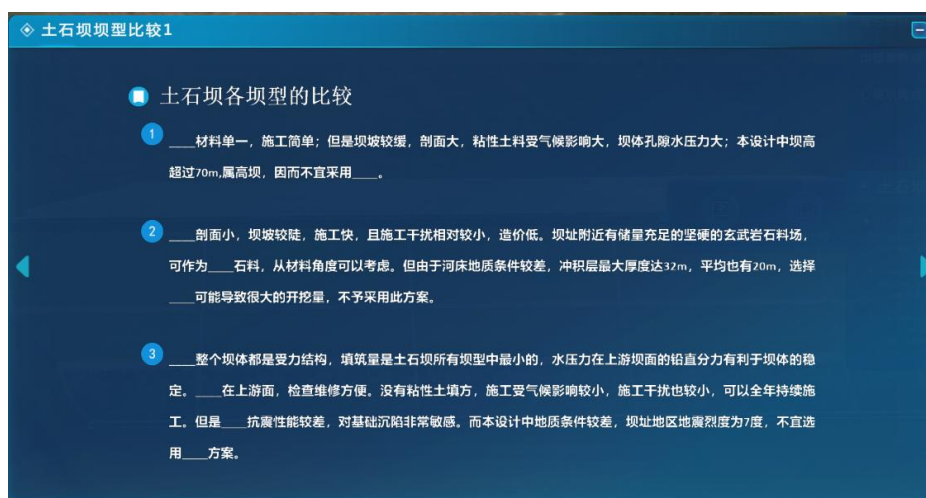 土石坝坝型比较1
土石坝各坝型的比较
1 ____材料单一，施工简单；但是坝坡较缓，剖面大，粘性土料受气候影响大，坝体孔隙水压力大；本设计中坝高
超过70m,属高坝，因而不宜采用____。
2 ____剖面小，坝坡较陡，施工快，且施工干扰相对较小，造价低。坝址附近有储量充足的坚硬的玄武岩石料场，
可作为____石料，从材料角度可以考虑。但由于河床地质条件较差，冲积层最大厚度达32m，平均也有20m，选择
____可能导致很大的开挖量，不予采用此方案。
3 ____整个坝体都是受力结构，填筑量是土石坝所有坝型中最小的，水压力在上游坝面的铅直分力有利于坝体的稳
定。____在上游面，检查维修方便。没有粘性土填方，施工受气候影响较小，施工干扰也较小，可以全年持续施
工。但是____抗震性能较差，对基础沉陷非常敏感。而本设计中地质条件较差，坝址地区地震烈度为7度，不宜选
用____方案。